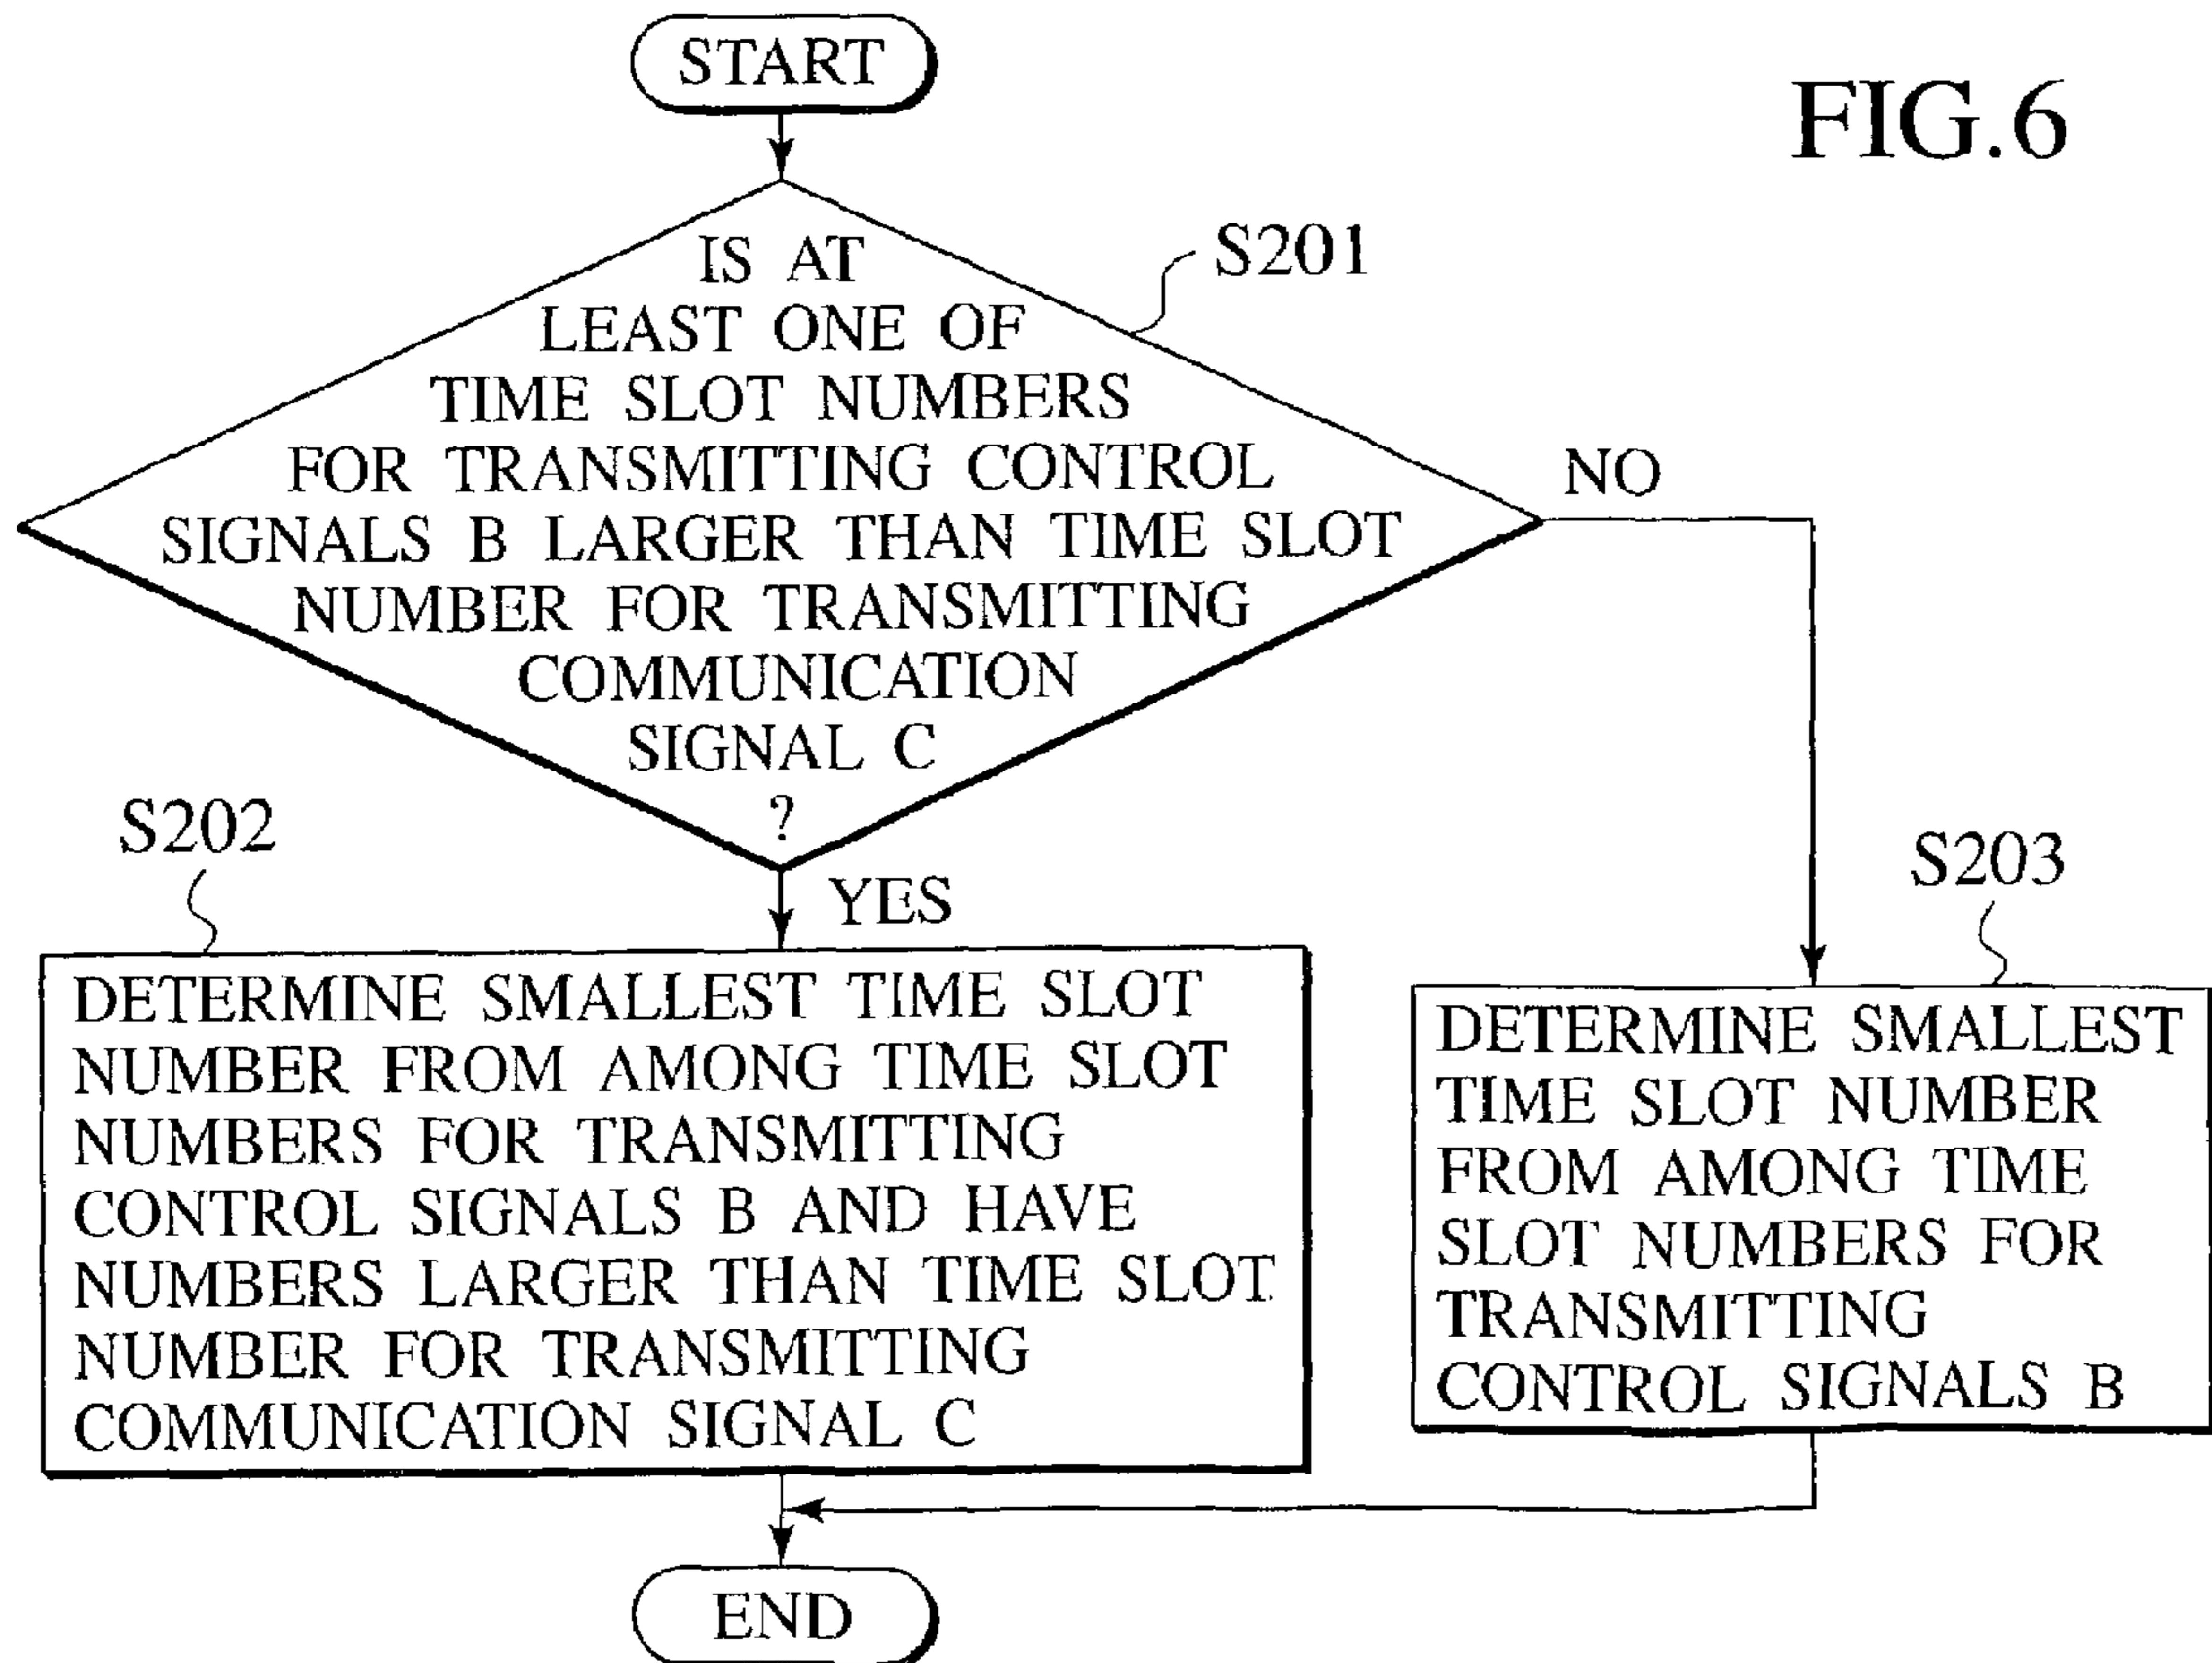 START
FIG.6
IS AT
LEAST ONE OF
TIME SLOT NUMBERS
FOR TRANSMITTING CONTROL
SIGNALS B LARGER THAN TIME SLOT
NUMBER FOR TRANSMITTING
COMMUNICATION
SIGNAL C
?
S201
NO
YES
S202
DETERMINE SMALLEST TIME SLOT
NUMBER FROM AMONG TIME SLOT
NUMBERS FOR TRANSMITTING
CONTROL SIGNALS B AND HAVE
NUMBERS LARGER THAN TIME SLOT
NUMBER FOR TRANSMITTING
COMMUNICATION SIGNAL C
S203
DETERMINE SMALLEST
TIME SLOT NUMBER
FROM AMONG TIME
SLOT NUMBERS FOR
TRANSMITTING
CONTROL SIGNALS B
END